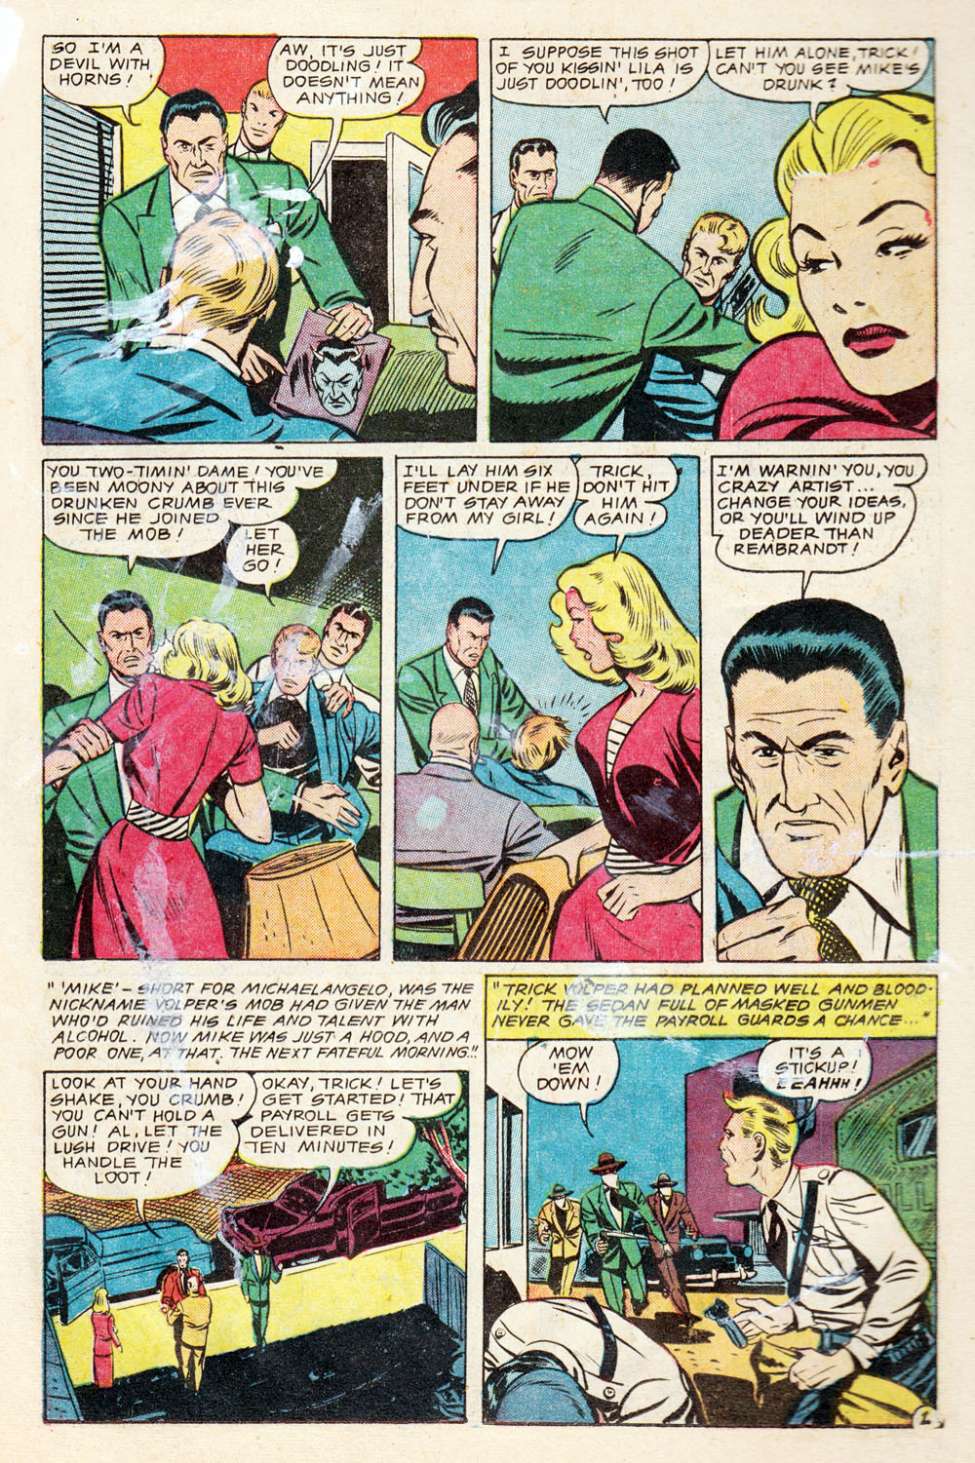 SO I'M A
DEVIL WITH
HORNS!
AW, IT'S JUST
DOODLING! IT
DOESN'T MEAN
ANYTHING!
I SUPPOSE THIS SHOT
OF YOU KISSIN' LILA IS
JUST DOODLIN', TOO!
LET HIM ALONE, TRICK!
CAN'T YOU SEE MIKE'S
DRUNK?
YOU TWO-TIMIN' DAME! YOU'VE
BEEN MOONY ABOUT THIS
DRUNKEN CRUMB EVER
SINCE HE JOINED
THE MOB!
LET
HER
GO!
I'LL LAY HIM SIX
FEET UNDER IF HE
DON'T STAY AWAY
FROM MY GIRL!
TRICK,
DON'T HIT
HIM
AGAIN!
I'M WARNIN' YOU, YOU
CRAZY ARTIST...
CHANGE YOUR IDEAS,
OR YOU'LL WIND UP
DEADER THAN
REMBRANDT!
"'MIKE'- SHORT FOR MICHAELANGELO, WAS THE
NICKNAME VOLPER'S MOB HAD GIVEN THE MAN
WHO'D RUINED HIS LIFE AND TALENT WITH
ALCOHOL. NOW MIKE WAS JUST A HOOD, AND A
POOR ONE, AT THAT. THE NEXT FATEFUL MORNING..."
LOOK AT YOUR HAND
SHAKE, YOU CRUMB!
YOU CAN'T HOLD A
GUN! AL, LET THE
LUSH DRIVE! YOU
HANDLE THE
LOOT!
OKAY, TRICK! LET'S
GET STARTED! THAT
PAYROLL GETS
DELIVERED IN
TEN MINUTES!
"TRICK VOLPER HAD PLANNED WELL AND BLOOD-
ILY! THE SEDAN FULL OF MASKED GUNMEN
NEVER GAVE THE PAYROLL GUARDS A CHANCE..."
MOW
'EM
DOWN!
IT'S A
STICKUP!
EEAHHH!
2